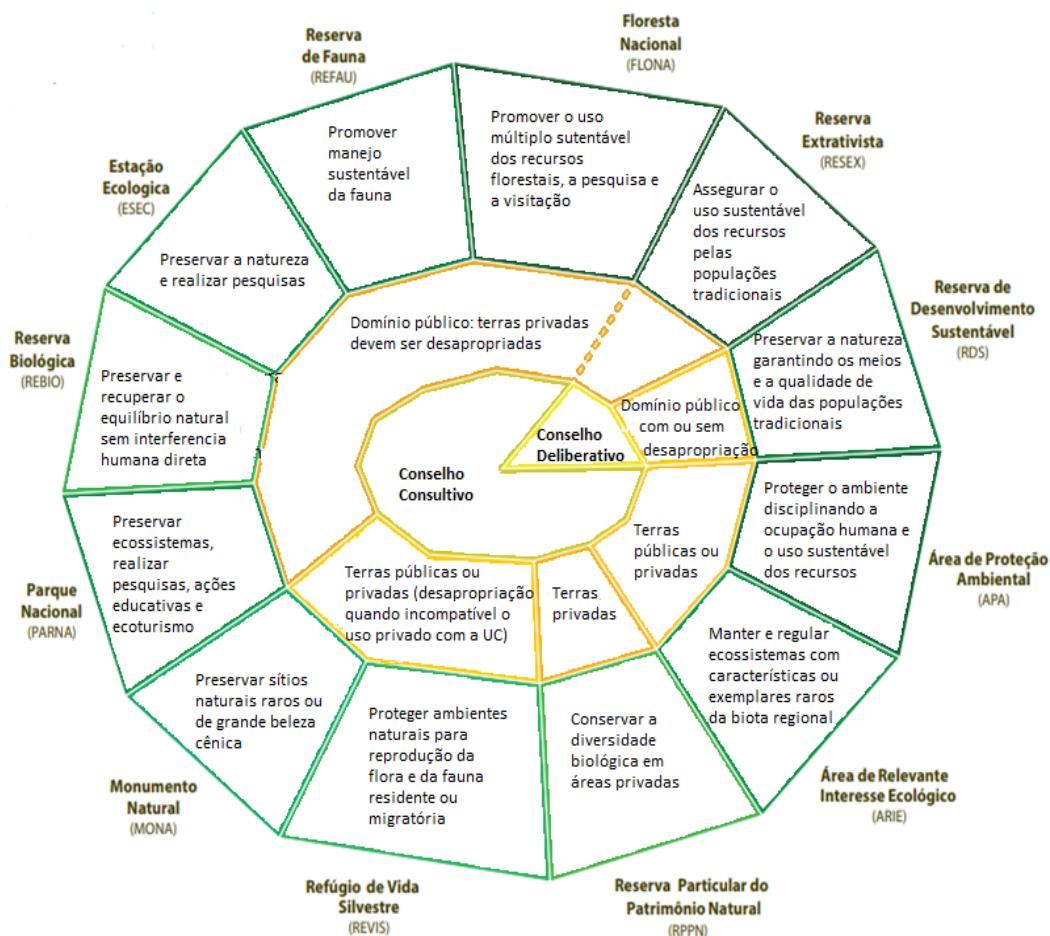 Floresta
Nacional
(FLONA)
Reserva
de Fauna
(REFAU)
Reserva
Extrativista
(RESEX)
Promover o uso
múltiplo sutentável
dos recursos
florestais, a pesquisa e
a visitação
Promover
manejo
sustentável
da fauna
Estação
Ecologica
(ESEC)
Assegurar o
uso sustentável
dos recursos
pelas
populações
tradicionais
Preservar a natureza
e realizar pesquisas
Reserva de
Desenvolvimento
Sustentável
(RDS)
Domínio público: terras privadas
devem ser desapropriadas
Reserva
Biológica
(REBIO)
Preservar a natureza
garantindo os meios
e a qualidade de
vida das populações
tradicionais
Preservar e
recuperar o
equilíbrio natural
sem interferencia
humana direta
Domínio público
com ou sem
desapropriação
Conselho
Deliberativo
Conselho
Consultivo
Proteger o ambiente
disciplinando a
ocupação humana e
o uso sustentável
dos recursos
Preservar
ecossistemas,
realizar
pesquisas, ações
educativas e
ecoturismo
Terras
públicas ou
privadas
Área de Proteção
Ambiental
(APA)
Parque
Nacional
(PARNA)
Terras públicas ou
privadas (desapropriação
quando incompatível o
uso privado com a UC)
Terras
privadas
Manter e regular
ecossistemas com
características ou
exemplares raros
da biota regional
Preservar sítios
naturais raros ou
de grande beleza
cênica
Proteger ambientes
naturais para
reprodução da
flora e da fauna
residente ou
migratória
Conservar a
diversidade
biológica em
áreas privadas
Monumento
Natural
(MONA)
Área de Relevante
Interesse Ecológico
(ARIE)
Refúgio de Vida
Silvestre
(REVIS)
Reserva Particular do
Patrimônio Natural
(RPPN)